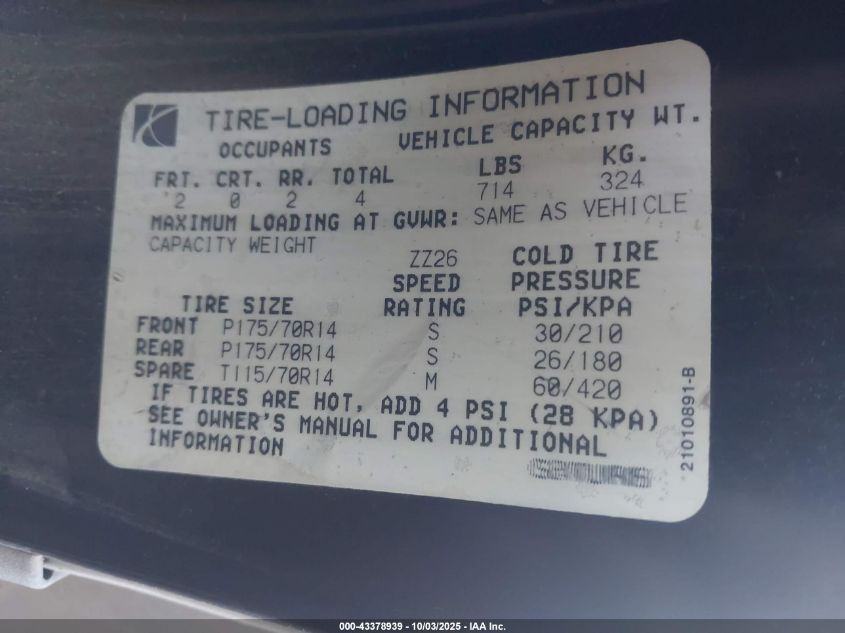 TIRE-LOADING INFORMATION
OCCUPANTS VEHICLE CAPACITY WT.
FRT. CRT. RR. TOTAL LBS KG.
2 0 2 4 714 324
MAXIMUM LOADING AT GVWR: SAME AS VEHICLE
CAPACITY WEIGHT
ZZ26 COLD TIRE
SPEED PRESSURE
TIRE SIZE RATING PSI/KPA
FRONT P175/70R14 S 30/210
REAR P175/70R14 S 26/180
SPARE T115/70R14 M 60/420
IF TIRES ARE HOT, ADD 4 PSI (28 KPA)
SEE OWNER'S MANUAL FOR ADDITIONAL
INFORMATION
21010891-B
000-43378939 - 10/03/2025 - IAA Inc.